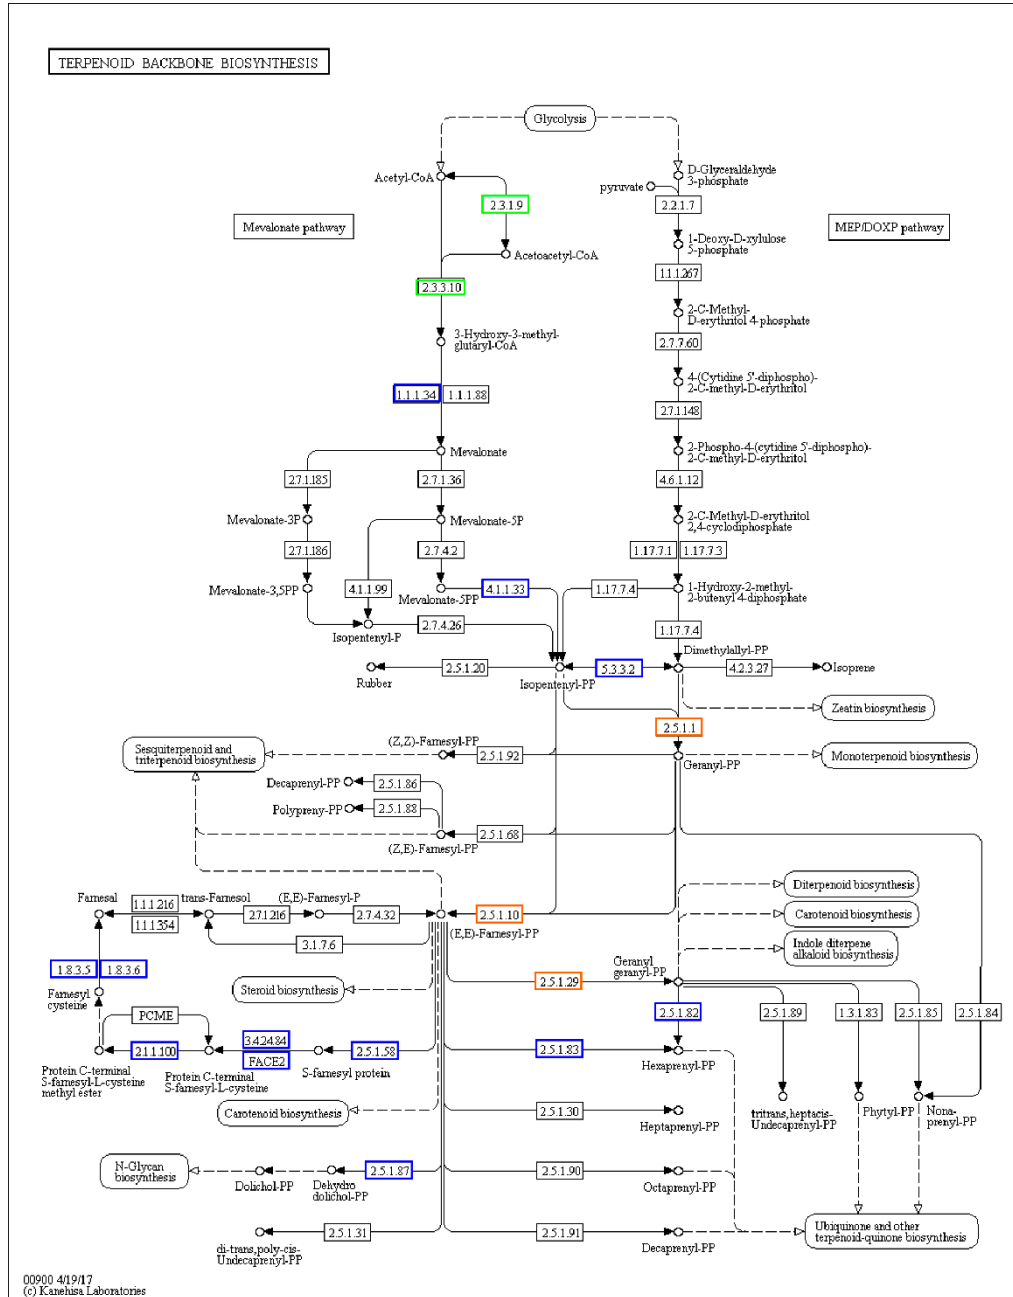 TERPENOID BACKBONE BIOSYNTHESIS
Glycolysis
Acetyl-CoA
D-Glyceraldehyde
3-phosphate
pyruvate
2.3.1.9
2.2.1.7
Mevalonate pathway
MEP/DOXP pathway
1-Deoxy-D-xylulose
5-phosphate
Acetoacetyl-CoA
1.1.1.267
2.3.3.10
2-C-Methyl-
D-erythritol 4-phosphate
3-Hydroxy-3-methyl-
glutaryl-CoA
2.7.7.60
4-(Cytidine 5'-diphospho)-
2-C-methyl-D-erythritol
1.1.1.34
1.1.1.88
2.7.1.148
Mevalonate
2-Phospho-4-(cytidine 5'-diphospho)-
2-C-methyl-D-erythritol
2.7.1.185
2.7.1.36
4.6.1.12
Mevalonate-3P
Mevalonate-5P
2-C-Methyl-D-erythritol
2,4-cyclodiphosphate
2.7.1.186
2.7.4.2
1.17.7.1
1.17.7.3
Mevalonate-3,5PP
4.1.1.99
Mevalonate-5PP
4.1.1.33
1.17.7.4
1-Hydroxy-2-methyl-
2-butenyl 4-diphosphate
Isopentenyl-P
2.7.4.26
1.17.7.4
Dimethylallyl-PP
Rubber
2.5.1.20
Isopentenyl-PP
5.3.3.2
4.2.3.27
Isoprene
Zeatin biosynthesis
2.5.1.1
Sesquiterpenoid and
triterpenoid biosynthesis
(Z,Z)-Farnesyl-PP
2.5.1.92
Geranyl-PP
Monoterpenoid biosynthesis
Decaprenyl-PP
2.5.1.86
Polypreny-PP
2.5.1.88
2.5.1.68
(Z,E)-Farnesyl-PP
Diterpenoid biosynthesis
Farnesal
1.1.1.216
1.1.1.354
trans-Farnesol
2.7.1.216
(E,E)-Farnesyl-P
2.7.4.32
2.5.1.10
(E,E)-Farnesyl-PP
Carotenoid biosynthesis
3.1.7.6
Indole diterpene
alkaloid biosynthesis
1.8.3.5
1.8.3.6
Farnesyl
cysteine
Steroid biosynthesis
2.5.1.29
Geranyl
geranyl-PP
PCME
2.5.1.82
2.5.1.89
1.3.1.83
2.5.1.85
2.5.1.84
2.1.1.100
3.4.24.84
FACE2
2.5.1.58
2.5.1.83
Protein C-terminal
S-farnesyl-L-cysteine
methyl ester
Protein C-terminal
S-farnesyl-L-cysteine
S-farnesyl protein
Hexaprenyl-PP
Carotenoid biosynthesis
2.5.1.30
Heptaprenyl-PP
tritrans,heptacis-
Undecaprenyl-PP
Phytyl-PP
Nona-
prenyl-PP
N-Glycan
biosynthesis
Dolichol-PP
Dehydro
dolichol-PP
2.5.1.87
2.5.1.90
Octaprenyl-PP
2.5.1.31
di-trans,poly-cis-
Undecaprenyl-PP
2.5.1.91
Decaprenyl-PP
Ubiquinone and other
terpenoid-quinone biosynthesis
00900 4/19/17
(c) Kanehisa Laboratories